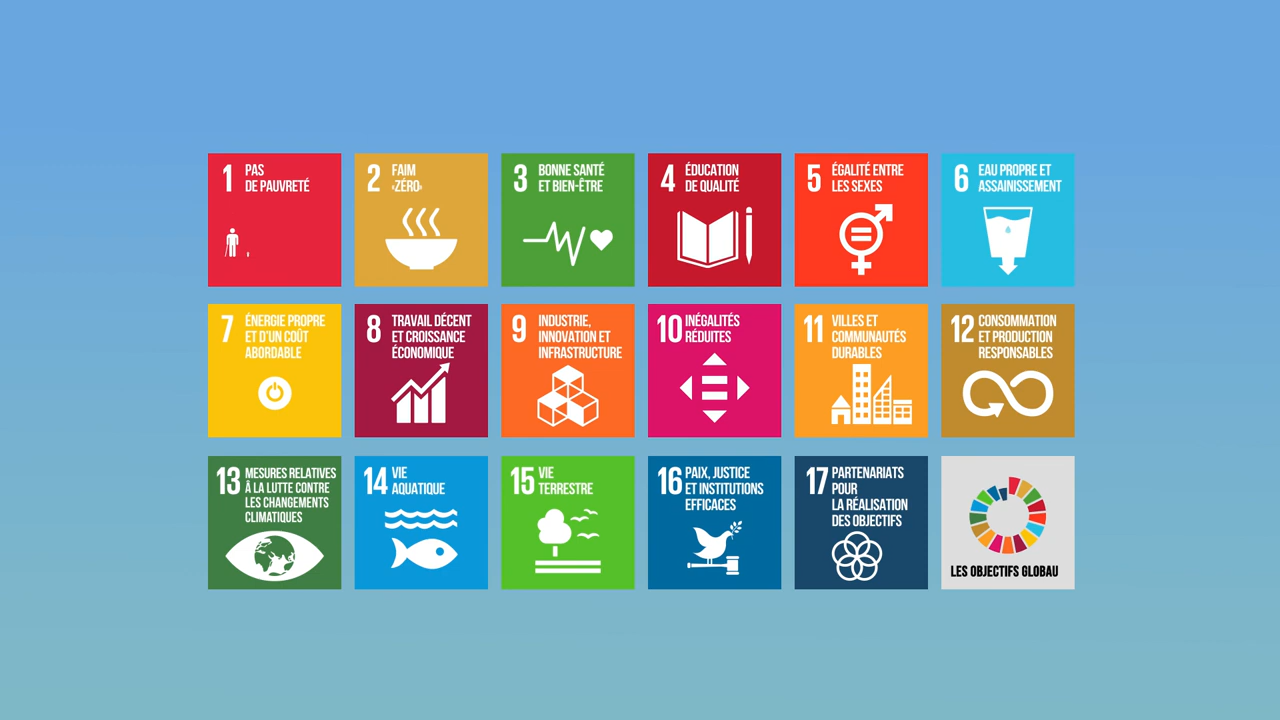 1 PAS
DE PAUVRETÉ
2 FAIM
«ZÉRO»
3 BONNE SANTÉ
ET BIEN-ÊTRE
4 ÉDUCATION
DE QUALITÉ
5 ÉGALITÉ ENTRE
LES SEXES
6 EAU PROPRE ET
ASSAINISSEMENT
7 ÉNERGIE PROPRE
ET D'UN COÛT
ABORDABLE
8 TRAVAIL DÉCENT
ET CROISSANCE
ÉCONOMIQUE
9 INDUSTRIE,
INNOVATION ET
INFRASTRUCTURE
10 INÉGALITÉS
RÉDUITES
11 VILLES ET
COMMUNAUTÉS
DURABLES
12 CONSOMMATION
ET PRODUCTION
RESPONSABLES
13 MESURES RELATIVES
À LA LUTTE CONTRE
LES CHANGEMENTS
CLIMATIQUES
14 VIE
AQUATIQUE
15 VIE
TERRESTRE
16 PAIX, JUSTICE
ET INSTITUTIONS
EFFICACES
17 PARTENARIATS
POUR
LA RÉALISATION
DES OBJECTIFS
LES OBJECTIFS GLOBAU